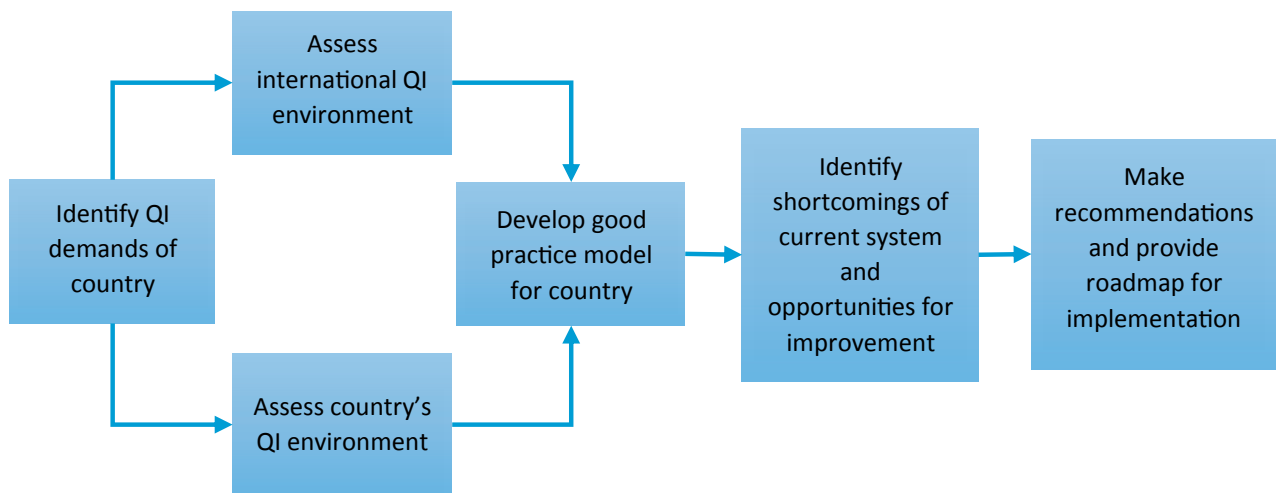 Assess
international QI
environment
Identify QI
demands of
country
Assess country’s
QI environment
Develop good
practice model
for country
Identify
shortcomings of
current system
and
opportunities for
improvement
Make
recommendations
and provide
roadmap for
implementation